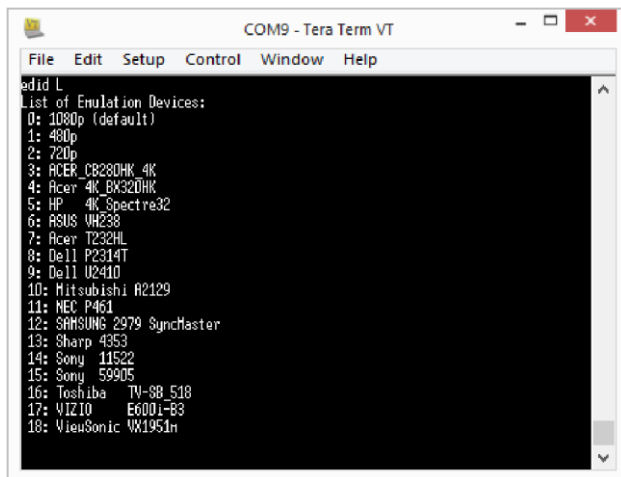 COM9 - Tera Term VT
File Edit Setup Control Window Help
edid L
List of Emulation Devices:
0: 1080p (default)
1: 480p
2: 720p
3: ACER_CB280HK_4K
4: Acer 4K_BX320HK
5: HP 4K_Spectre32
6: ASUS VH238
7: Acer T232HL
8: Dell P2314T
9: Dell U2410
10: Mitsubishi A2129
11: NEC P461
12: SAMSUNG 2979 SyncMaster
13: Sharp 4353
14: Sony 11522
15: Sony 59905
16: Toshiba TV-SB_518
17: VIZIO E600i-B3
18: ViewSonic VX1951m